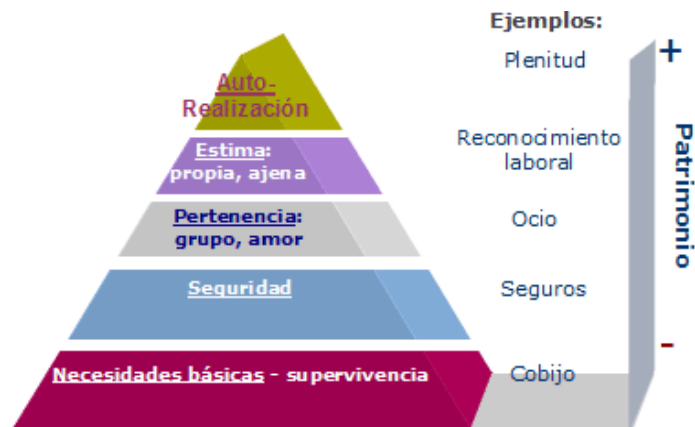 Ejemplos:
Auto-
Realización
Plenitud
Estima:
propia, ajena
Reconocimiento
laboral
Pertenencia:
grupo, amor
Ocio
Seguridad
Seguros
Necesidades básicas - supervivencia
Cobijo
+
Patrimonio
-